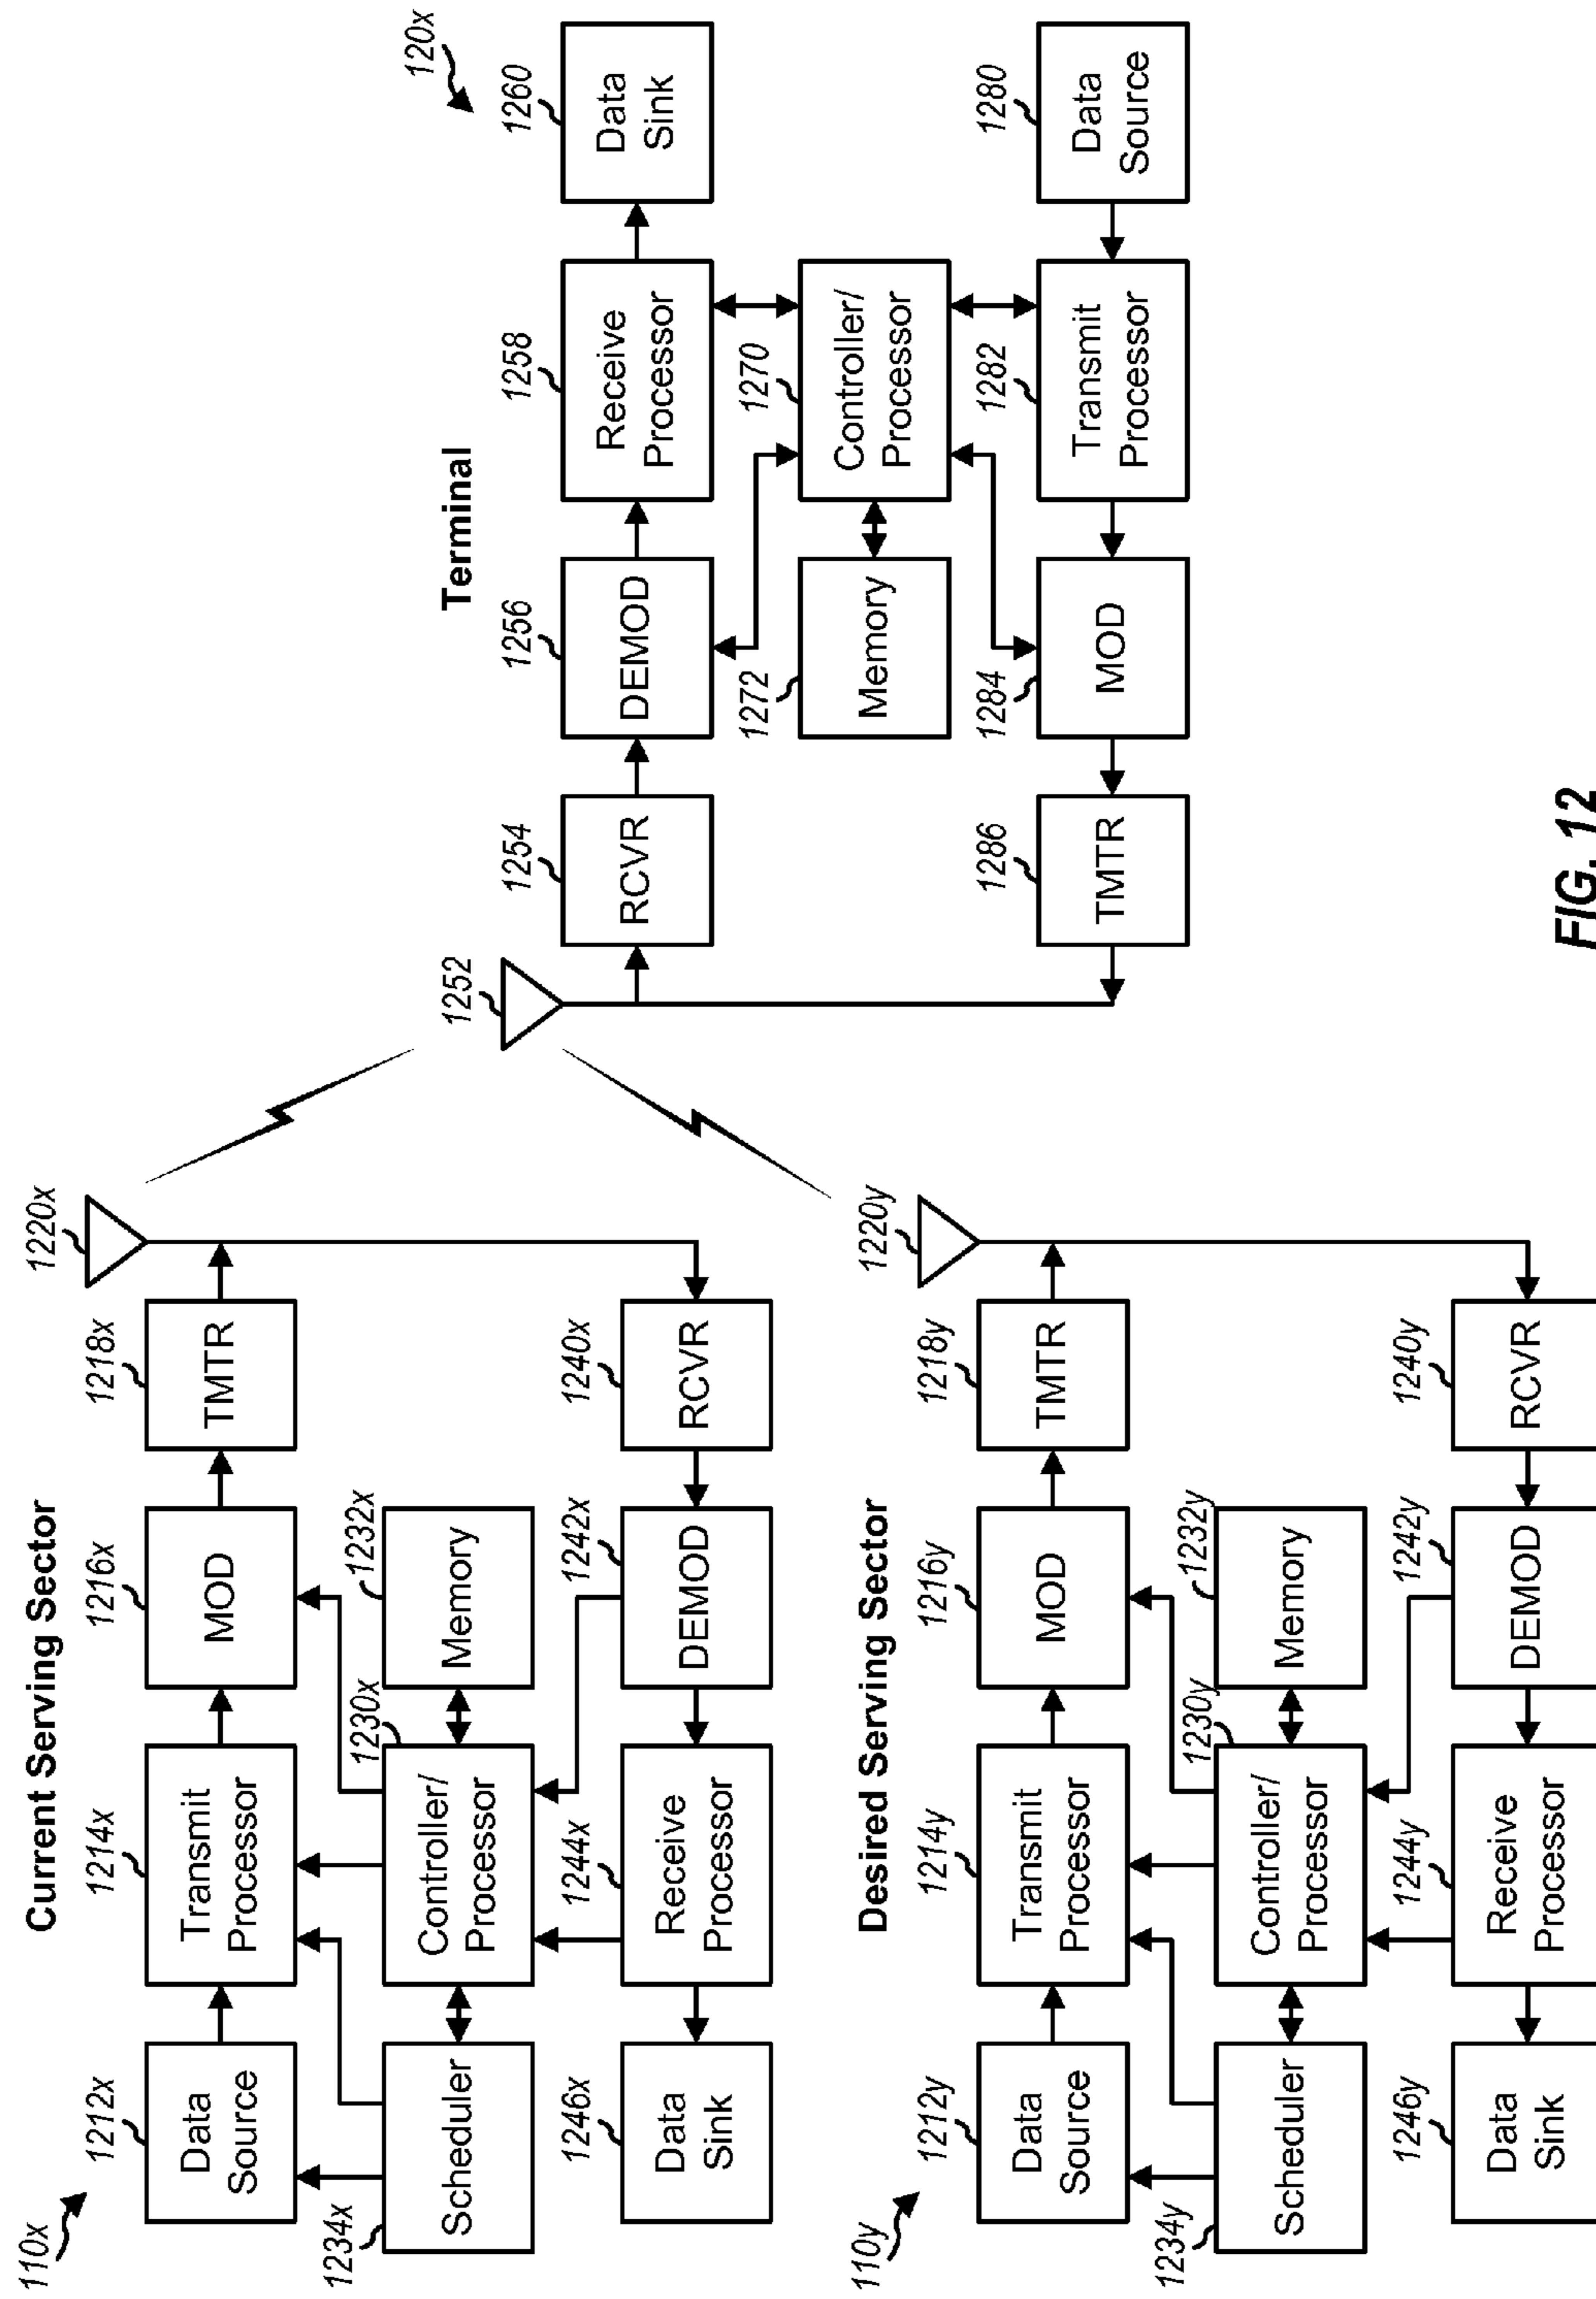 110x
Current Serving Sector
1212x
Data
Source
1214x
Transmit
Processor
1216x
MOD
1218x
TMTR
1220x
1234x
Scheduler
1230x
Controller/
Processor
1232x
Memory
1246x
Data
Sink
1244x
Receive
Processor
1242x
DEMOD
1240x
RCVR
110y
Desired Serving Sector
1212y
Data
Source
1214y
Transmit
Processor
1216y
MOD
1218y
TMTR
1220y
1234y
Scheduler
1230y
Controller/
Processor
1232y
Memory
1246y
Data
Sink
1244y
Receive
Processor
1242y
DEMOD
1240y
RCVR
120x
Terminal
1252
1254
RCVR
1256
DEMOD
1258
Receive
Processor
1260
Data
Sink
1272
Memory
1270
Controller/
Processor
1286
TMTR
1284
MOD
1282
Transmit
Processor
1280
Data
Source
FIG. 12